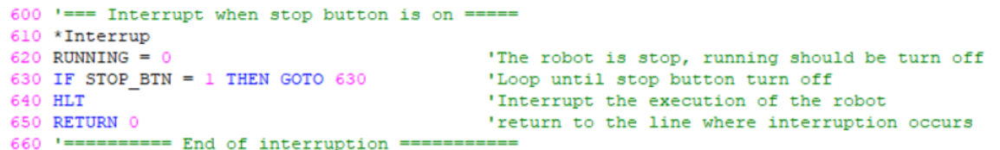 600 '=== Interrupt when stop button is on =====
610 *Interrup
620 RUNNING = 0 'The robot is stop, running should be turn off
630 IF STOP_BTN = 1 THEN GOTO 630 'Loop until stop button turn off
640 HLT 'Interrupt the execution of the robot
650 RETURN 0 'return to the line where interruption occurs
660 '========== End of interruption ===========